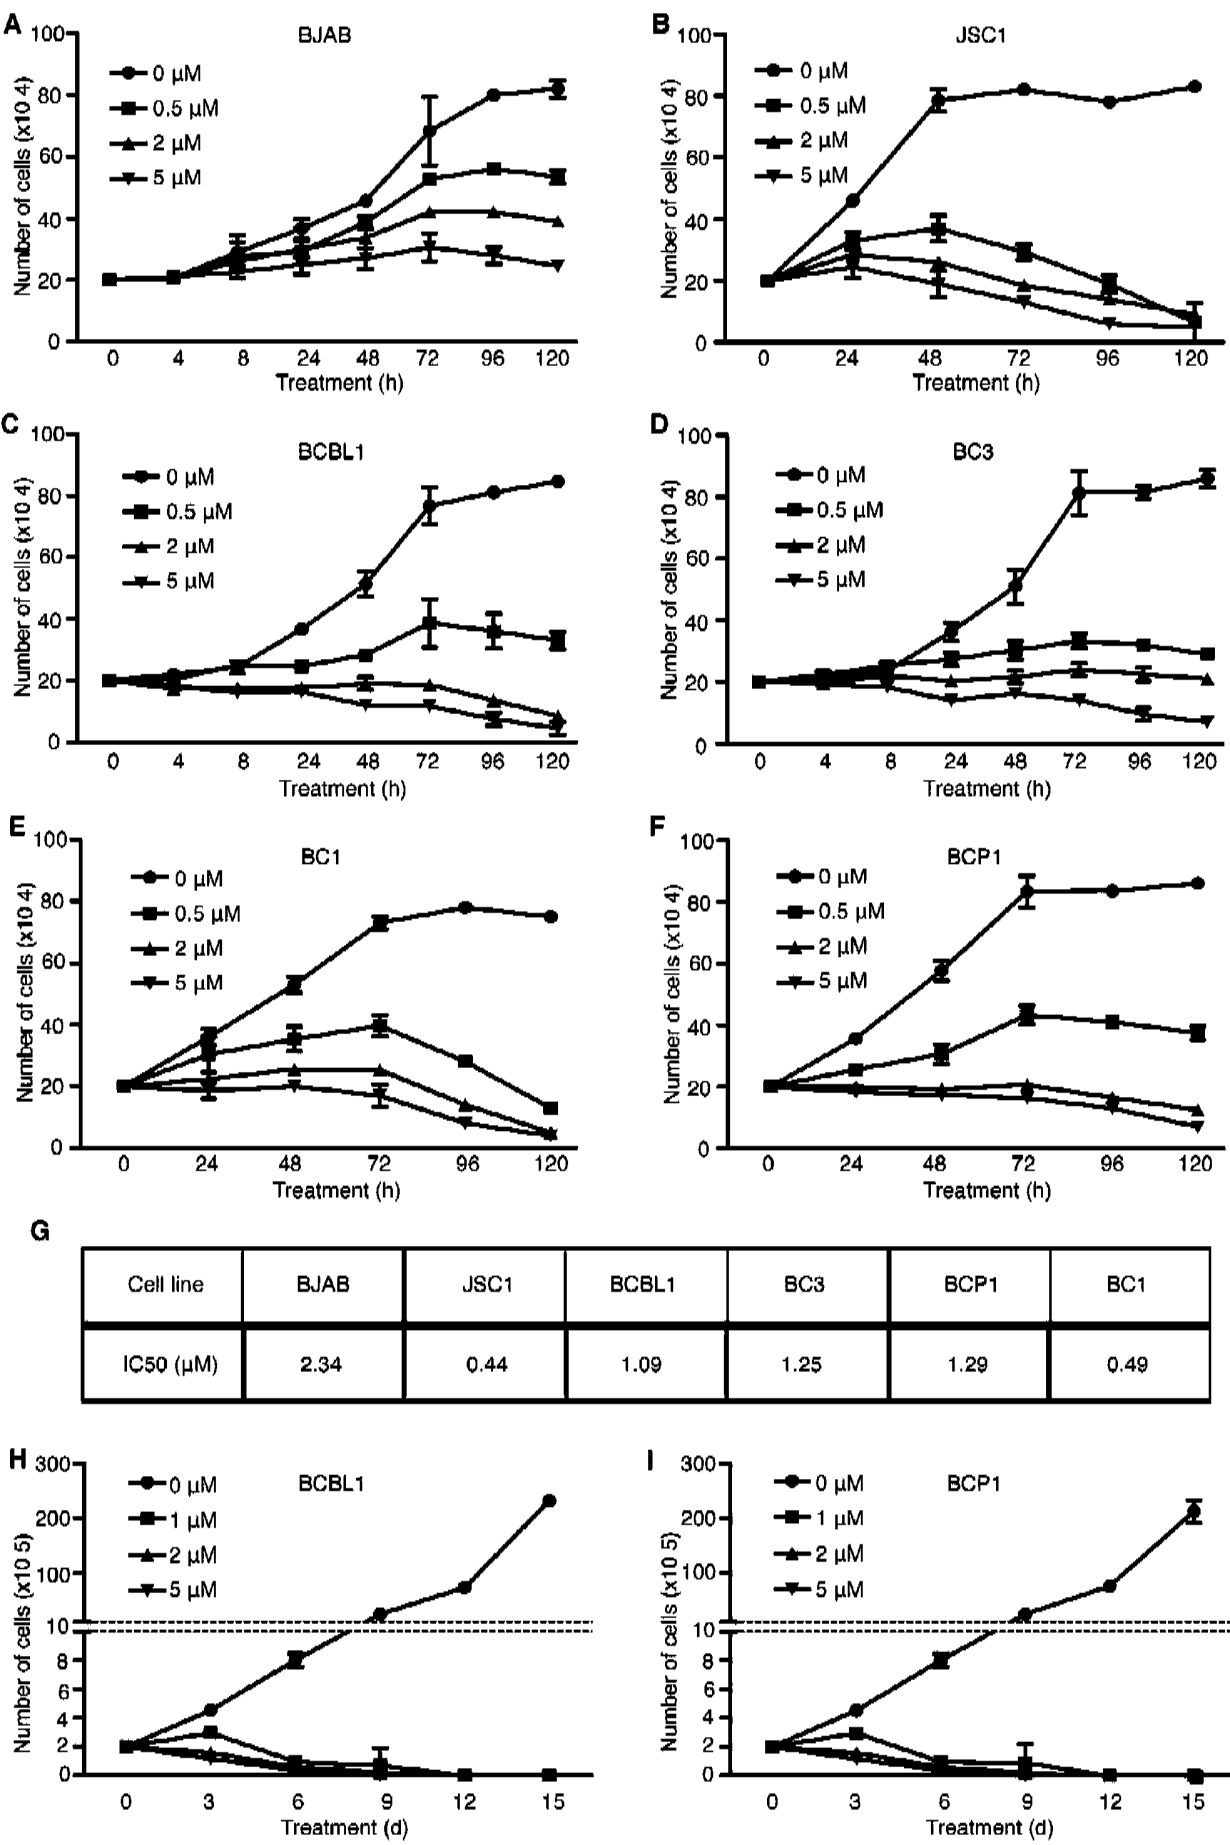 A
BJAB
Number of cells (x10 4)
100
80
60
40
20
0
0 µM
0.5 µM
2 µM
5 µM
0 4 8 24 48 72 96 120
Treatment (h)
B
JSC1
Number of cells (x10 4)
100
80
60
40
20
0
0 µM
0.5 µM
2 µM
5 µM
0 24 48 72 96 120
Treatment (h)
C
BCBL1
Number of cells (x10 4)
100
80
60
40
20
0
0 µM
0.5 µM
2 µM
5 µM
0 4 8 24 48 72 96 120
Treatment (h)
D
BC3
Number of cells (x10 4)
100
80
60
40
20
0
0 µM
0.5 µM
2 µM
5 µM
0 4 8 24 48 72 96 120
Treatment (h)
E
BC1
Number of cells (x10 4)
100
80
60
40
20
0
0 µM
0.5 µM
2 µM
5 µM
0 24 48 72 96 120
Treatment (h)
F
BCP1
Number of cells (x10 4)
100
80
60
40
20
0
0 µM
0.5 µM
2 µM
5 µM
0 24 48 72 96 120
Treatment (h)
G
Cell line BJAB JSC1 BCBL1 BC3 BCP1 BC1
IC50 (µM) 2.34 0.44 1.09 1.25 1.29 0.49
H
BCBL1
Number of cells (x10 5)
300
200
100
10
8
6
4
2
0
0 µM
1 µM
2 µM
5 µM
0 3 6 9 12 15
Treatment (d)
I
BCP1
Number of cells (x10 5)
300
200
100
10
8
6
4
2
0
0 µM
1 µM
2 µM
5 µM
0 3 6 9 12 15
Treatment (d)